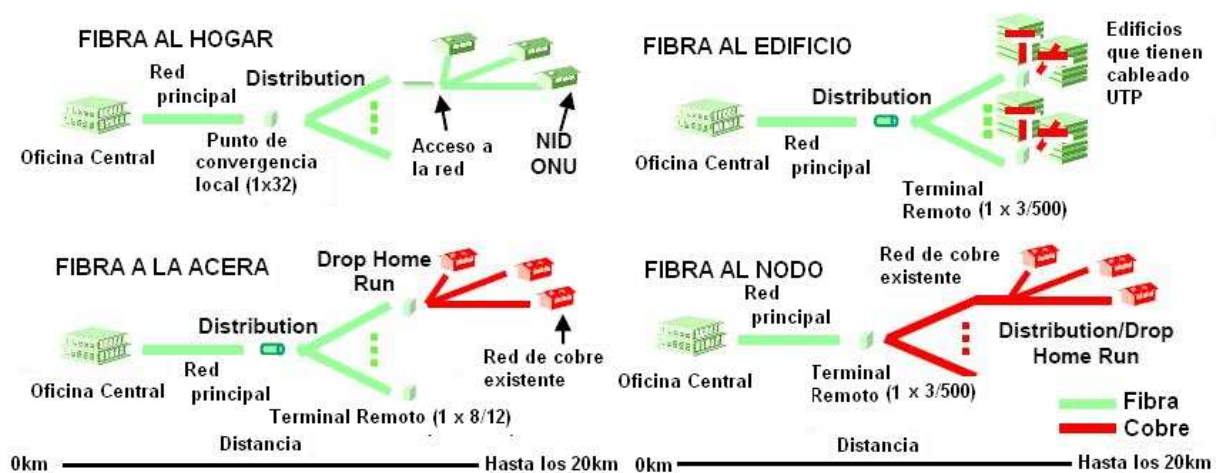 FIBRA AL HOGAR
Red
principal
Distribution
Oficina Central
Punto de
convergencia
local (1x32)
Acceso a
la red
NID
ONU
FIBRA AL EDIFICIO
Edificios
que tienen
cableado
UTP
Distribution
Oficina Central
Red
principal
Terminal
Remoto (1 x 3/500)
FIBRA A LA ACERA
Drop Home
Run
Distribution
Oficina Central
Red
principal
Red de cobre
existente
Terminal Remoto (1 x 8/12)
Distancia
0km
Hasta los 20km
FIBRA AL NODO
Red de cobre
existente
Red
principal
Oficina Central
Terminal
Remoto (1 x 3/500)
Distribution/Drop
Home Run
Fibra
Cobre
Distancia
0km
Hasta los 20km